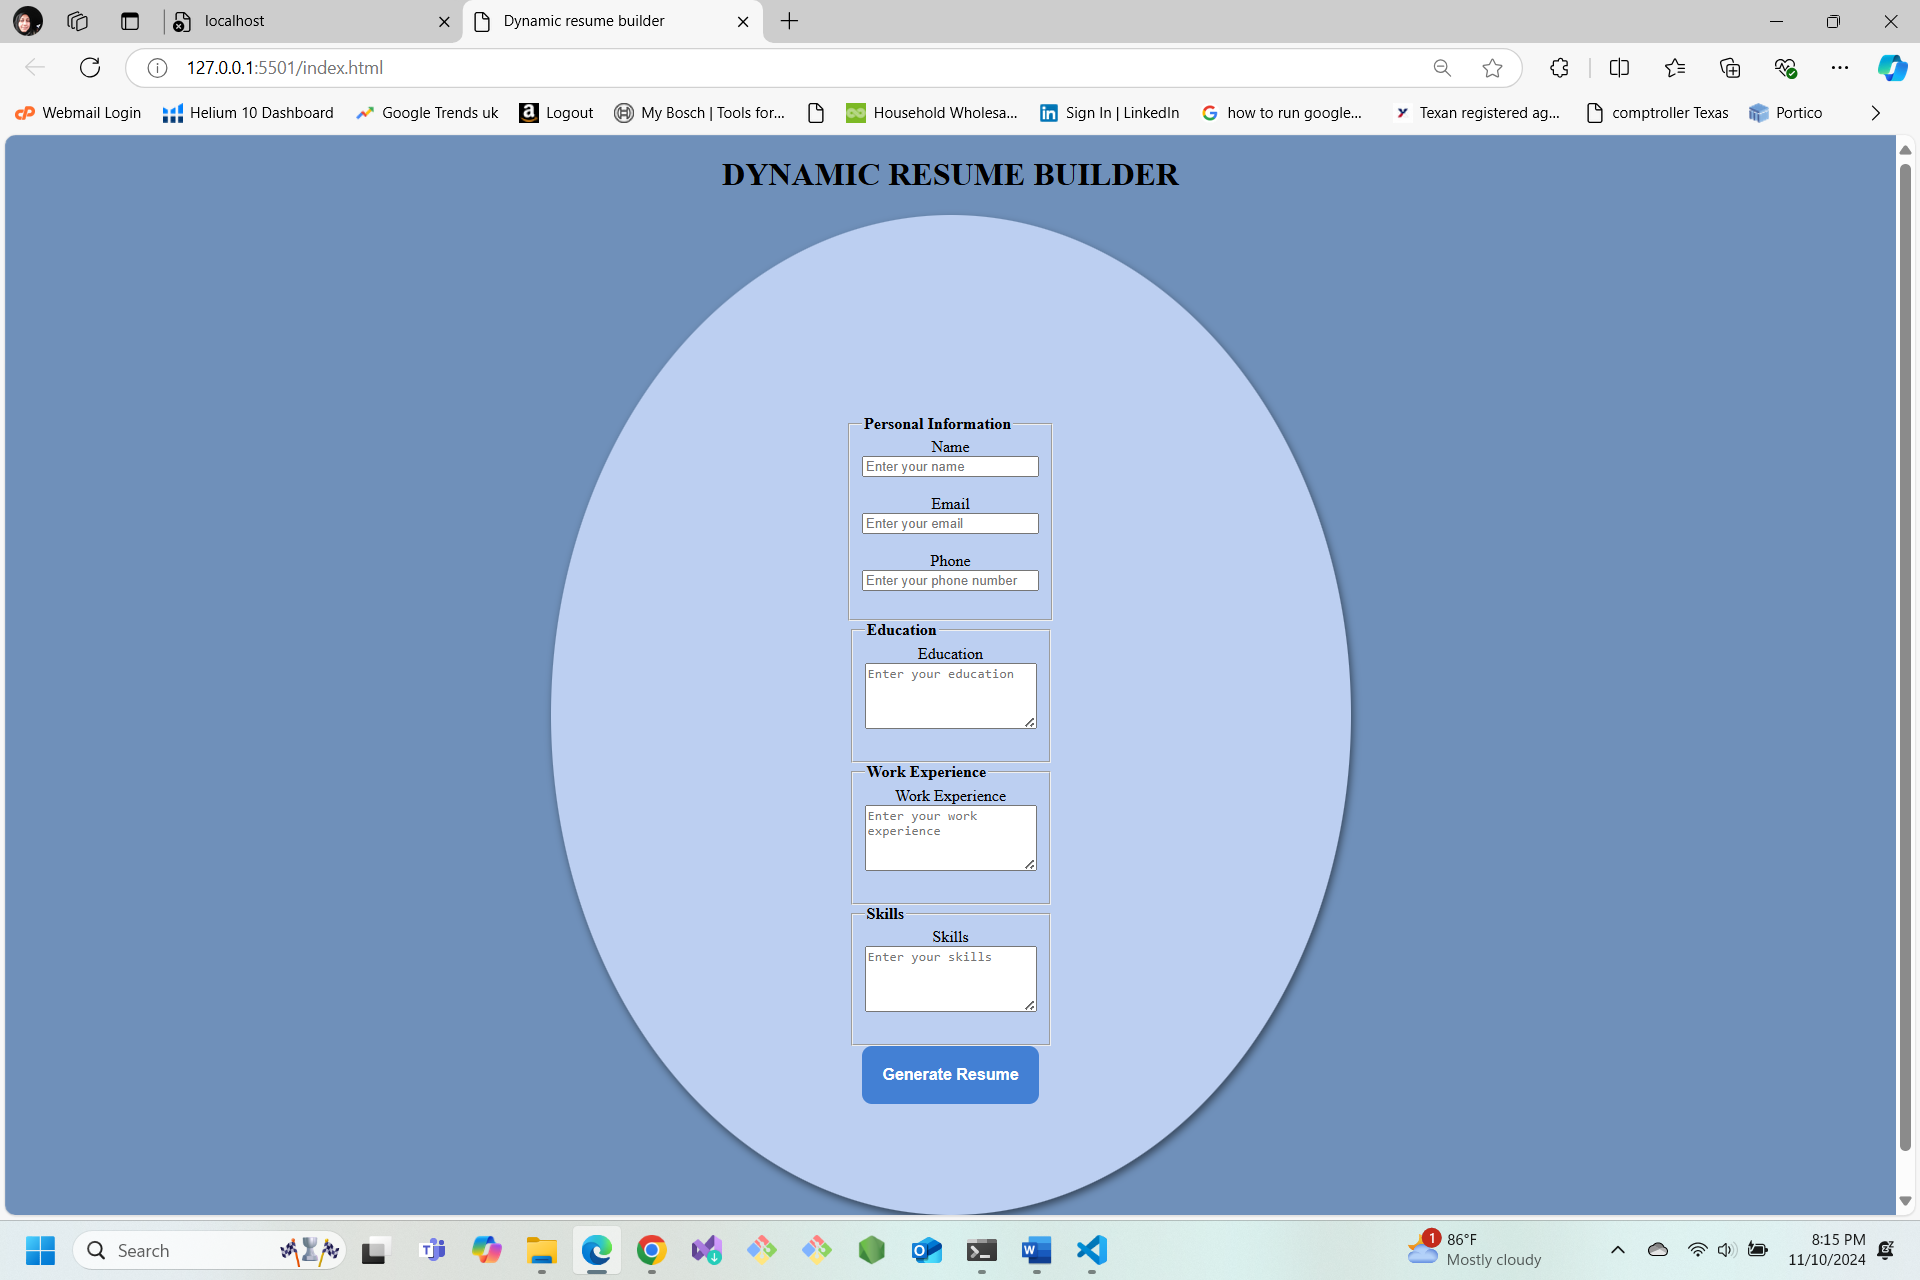 localhost
Dynamic resume builder
127.0.0.1:5501/index.html
Webmail Login
Helium 10 Dashboard
Google Trends uk
Logout
My Bosch | Tools for...
Household Wholesa...
Sign In | LinkedIn
how to run google...
Texan registered ag...
comptroller Texas
Portico
DYNAMIC RESUME BUILDER
Personal Information
Name
Enter your name
Email
Enter your email
Phone
Enter your phone number
Education
Education
Enter your education
Work Experience
Work Experience
Enter your work
experience
Skills
Skills
Enter your skills
Generate Resume
Search
1
86°F
Mostly cloudy
8:15 PM
11/10/2024